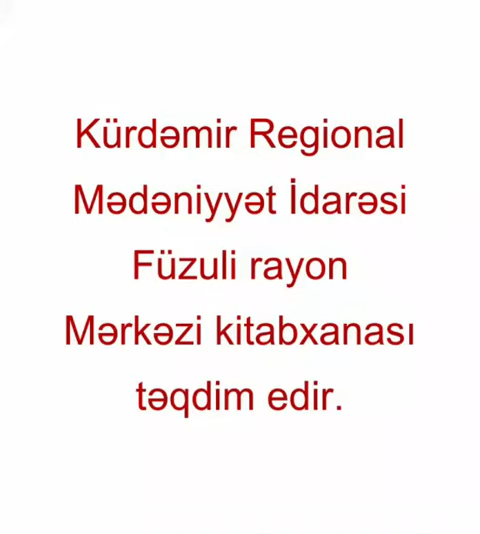 Kürdəmir Regional
Mədəniyyət İdarəsi
Füzuli rayon
Mərkəzi kitabxanası
təqdim edir.